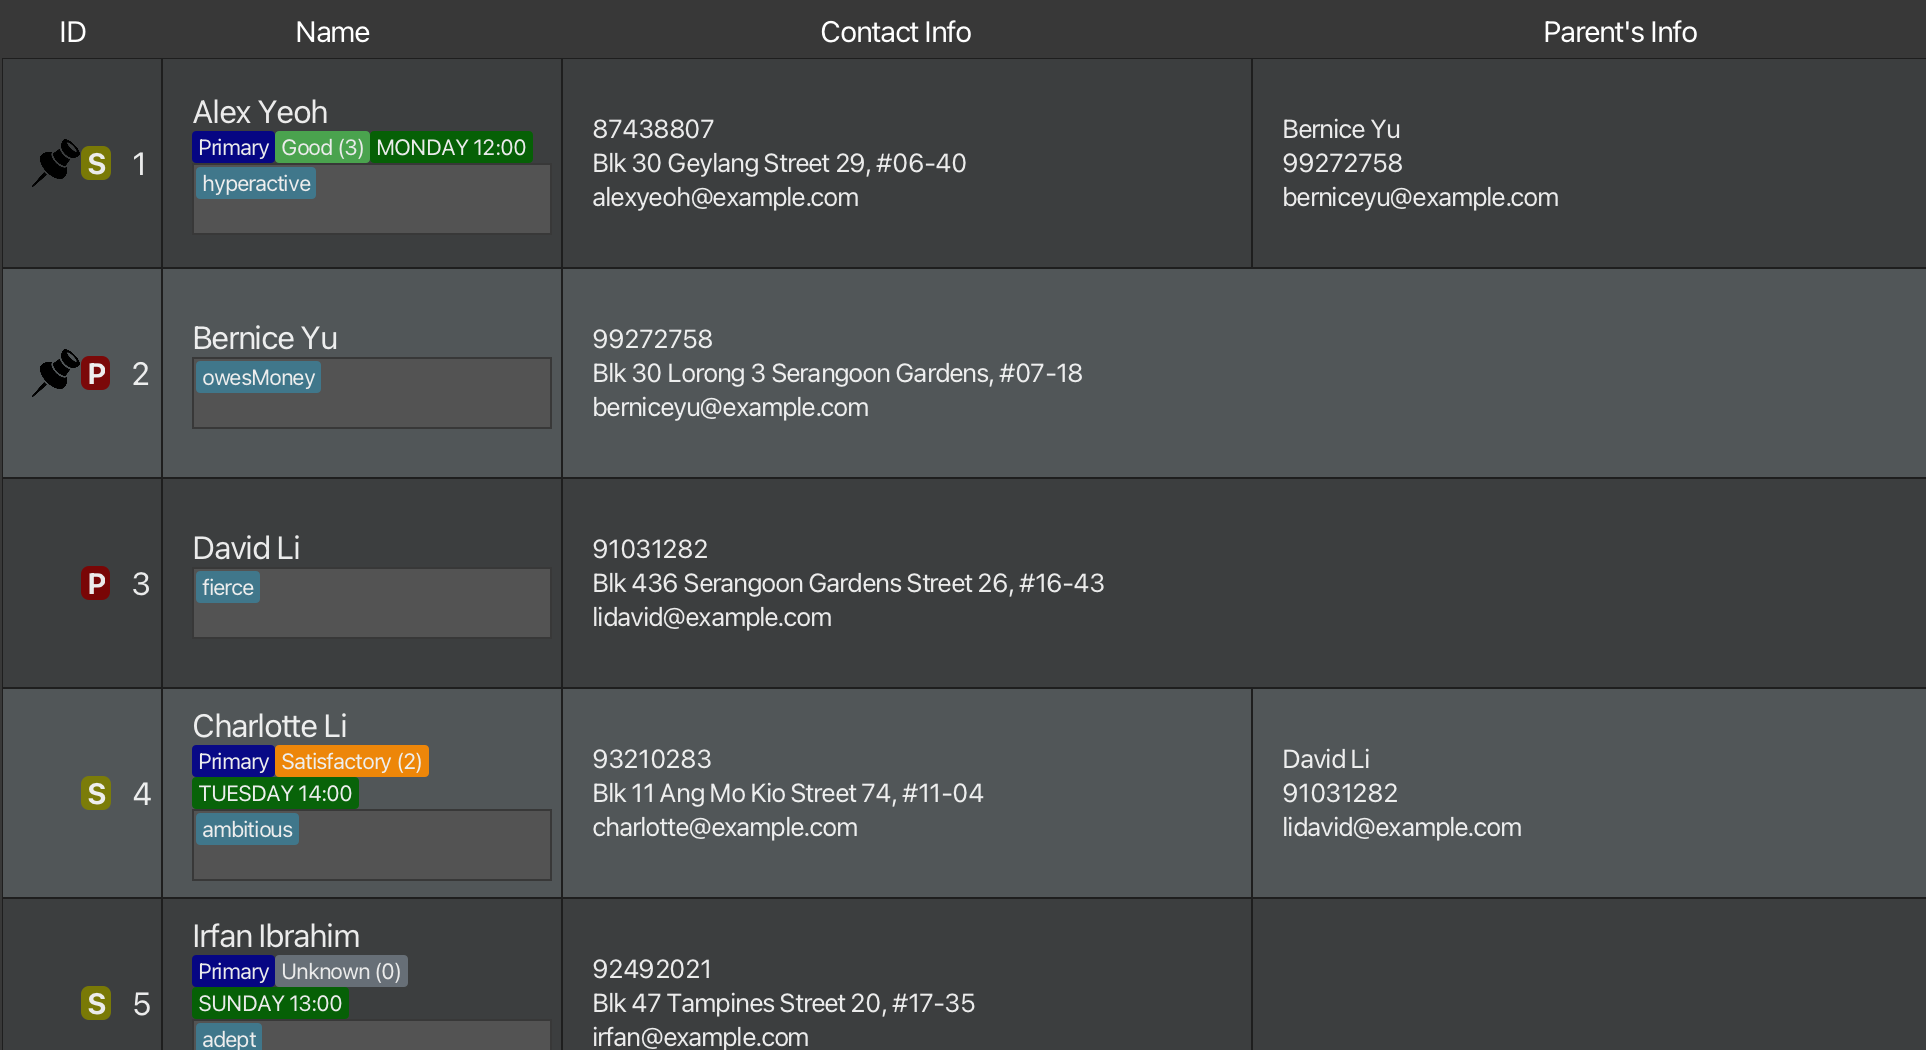 ID Name Contact Info Parent's Info
S 1
Alex Yeoh
Primary Good (3) MONDAY 12:00
hyperactive
87438807
Blk 30 Geylang Street 29, #06-40
alexyeoh@example.com
Bernice Yu
99272758
berniceyu@example.com
P 2
Bernice Yu
owesMoney
99272758
Blk 30 Lorong 3 Serangoon Gardens, #07-18
berniceyu@example.com
P 3
David Li
fierce
91031282
Blk 436 Serangoon Gardens Street 26, #16-43
lidavid@example.com
S 4
Charlotte Li
Primary Satisfactory (2)
TUESDAY 14:00
ambitious
93210283
Blk 11 Ang Mo Kio Street 74, #11-04
charlotte@example.com
David Li
91031282
lidavid@example.com
S 5
Irfan Ibrahim
Primary Unknown (0)
SUNDAY 13:00
adept
92492021
Blk 47 Tampines Street 20, #17-35
irfan@example.com